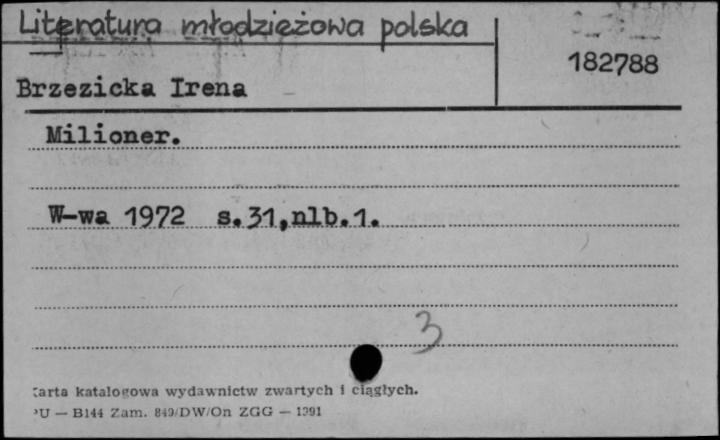 Literatura młodzieżowa polska
182788
Brzezicka Irena
Milioner.
W-wa 1972 s.31,nlb.1.
3
Karta katalogowa wydawnictw zwartych i ciągłych.
PU — B144 Zam. 849/DW/On ZGG — 1991